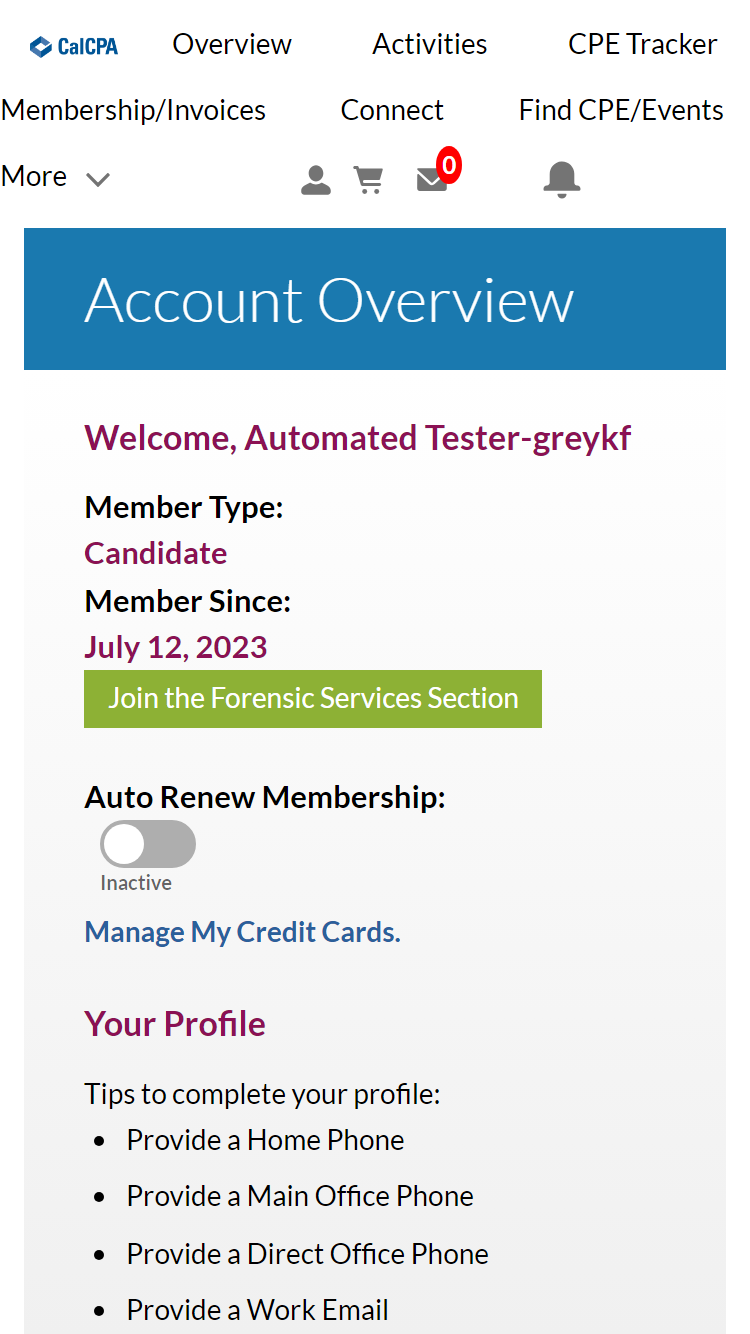 CalCPA Overview Activities CPE Tracker
Membership/Invoices Connect Find CPE/Events
More 0
Account Overview
Welcome, Automated Tester-greykf
Member Type:
Candidate
Member Since:
July 12, 2023
Join the Forensic Services Section
Auto Renew Membership:
Inactive
Manage My Credit Cards.
Your Profile
Tips to complete your profile:
• Provide a Home Phone
• Provide a Main Office Phone
• Provide a Direct Office Phone
• Provide a Work Email